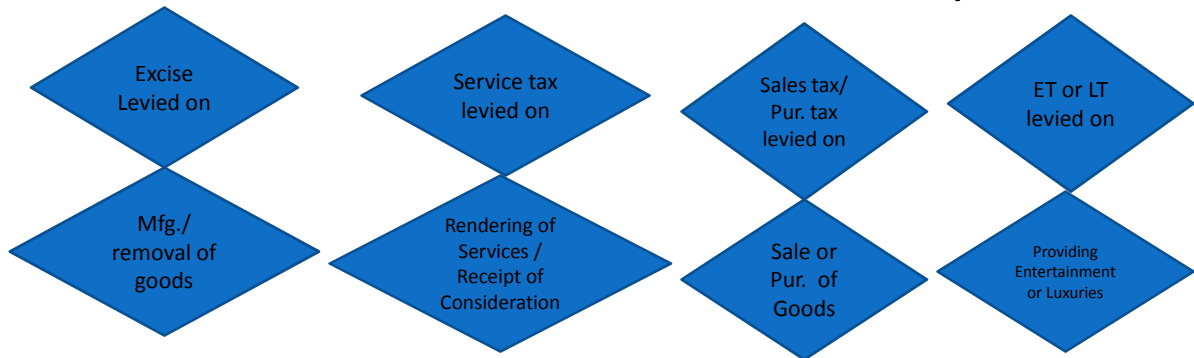 Excise
Levied on
Service tax
levied on
Sales tax/
Pur. tax
levied on
ET or LT
levied on
Mfg./
removal of
goods
Rendering of
Services /
Receipt of
Consideration
Sale or
Pur. of
Goods
Providing
Entertainment
or Luxuries